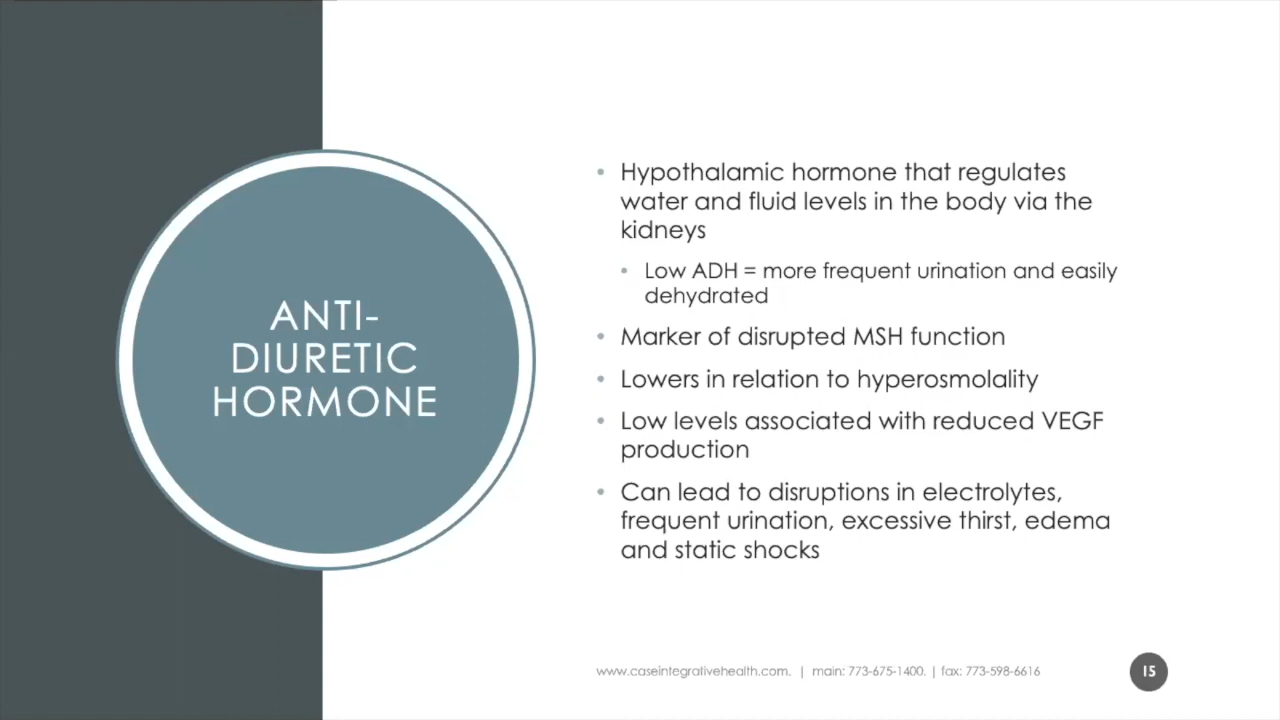 ANTI-
DIURETIC
HORMONE
• Hypothalamic hormone that regulates
water and fluid levels in the body via the
kidneys
• Low ADH = more frequent urination and easily
dehydrated
• Marker of disrupted MSH function
• Lowers in relation to hyperosmolality
• Low levels associated with reduced VEGF
production
• Can lead to disruptions in electrolytes,
frequent urination, excessive thirst, edema
and static shocks
www.caseintegrativehealth.com. | main: 773-675-1400. | fax: 773-598-6616
15